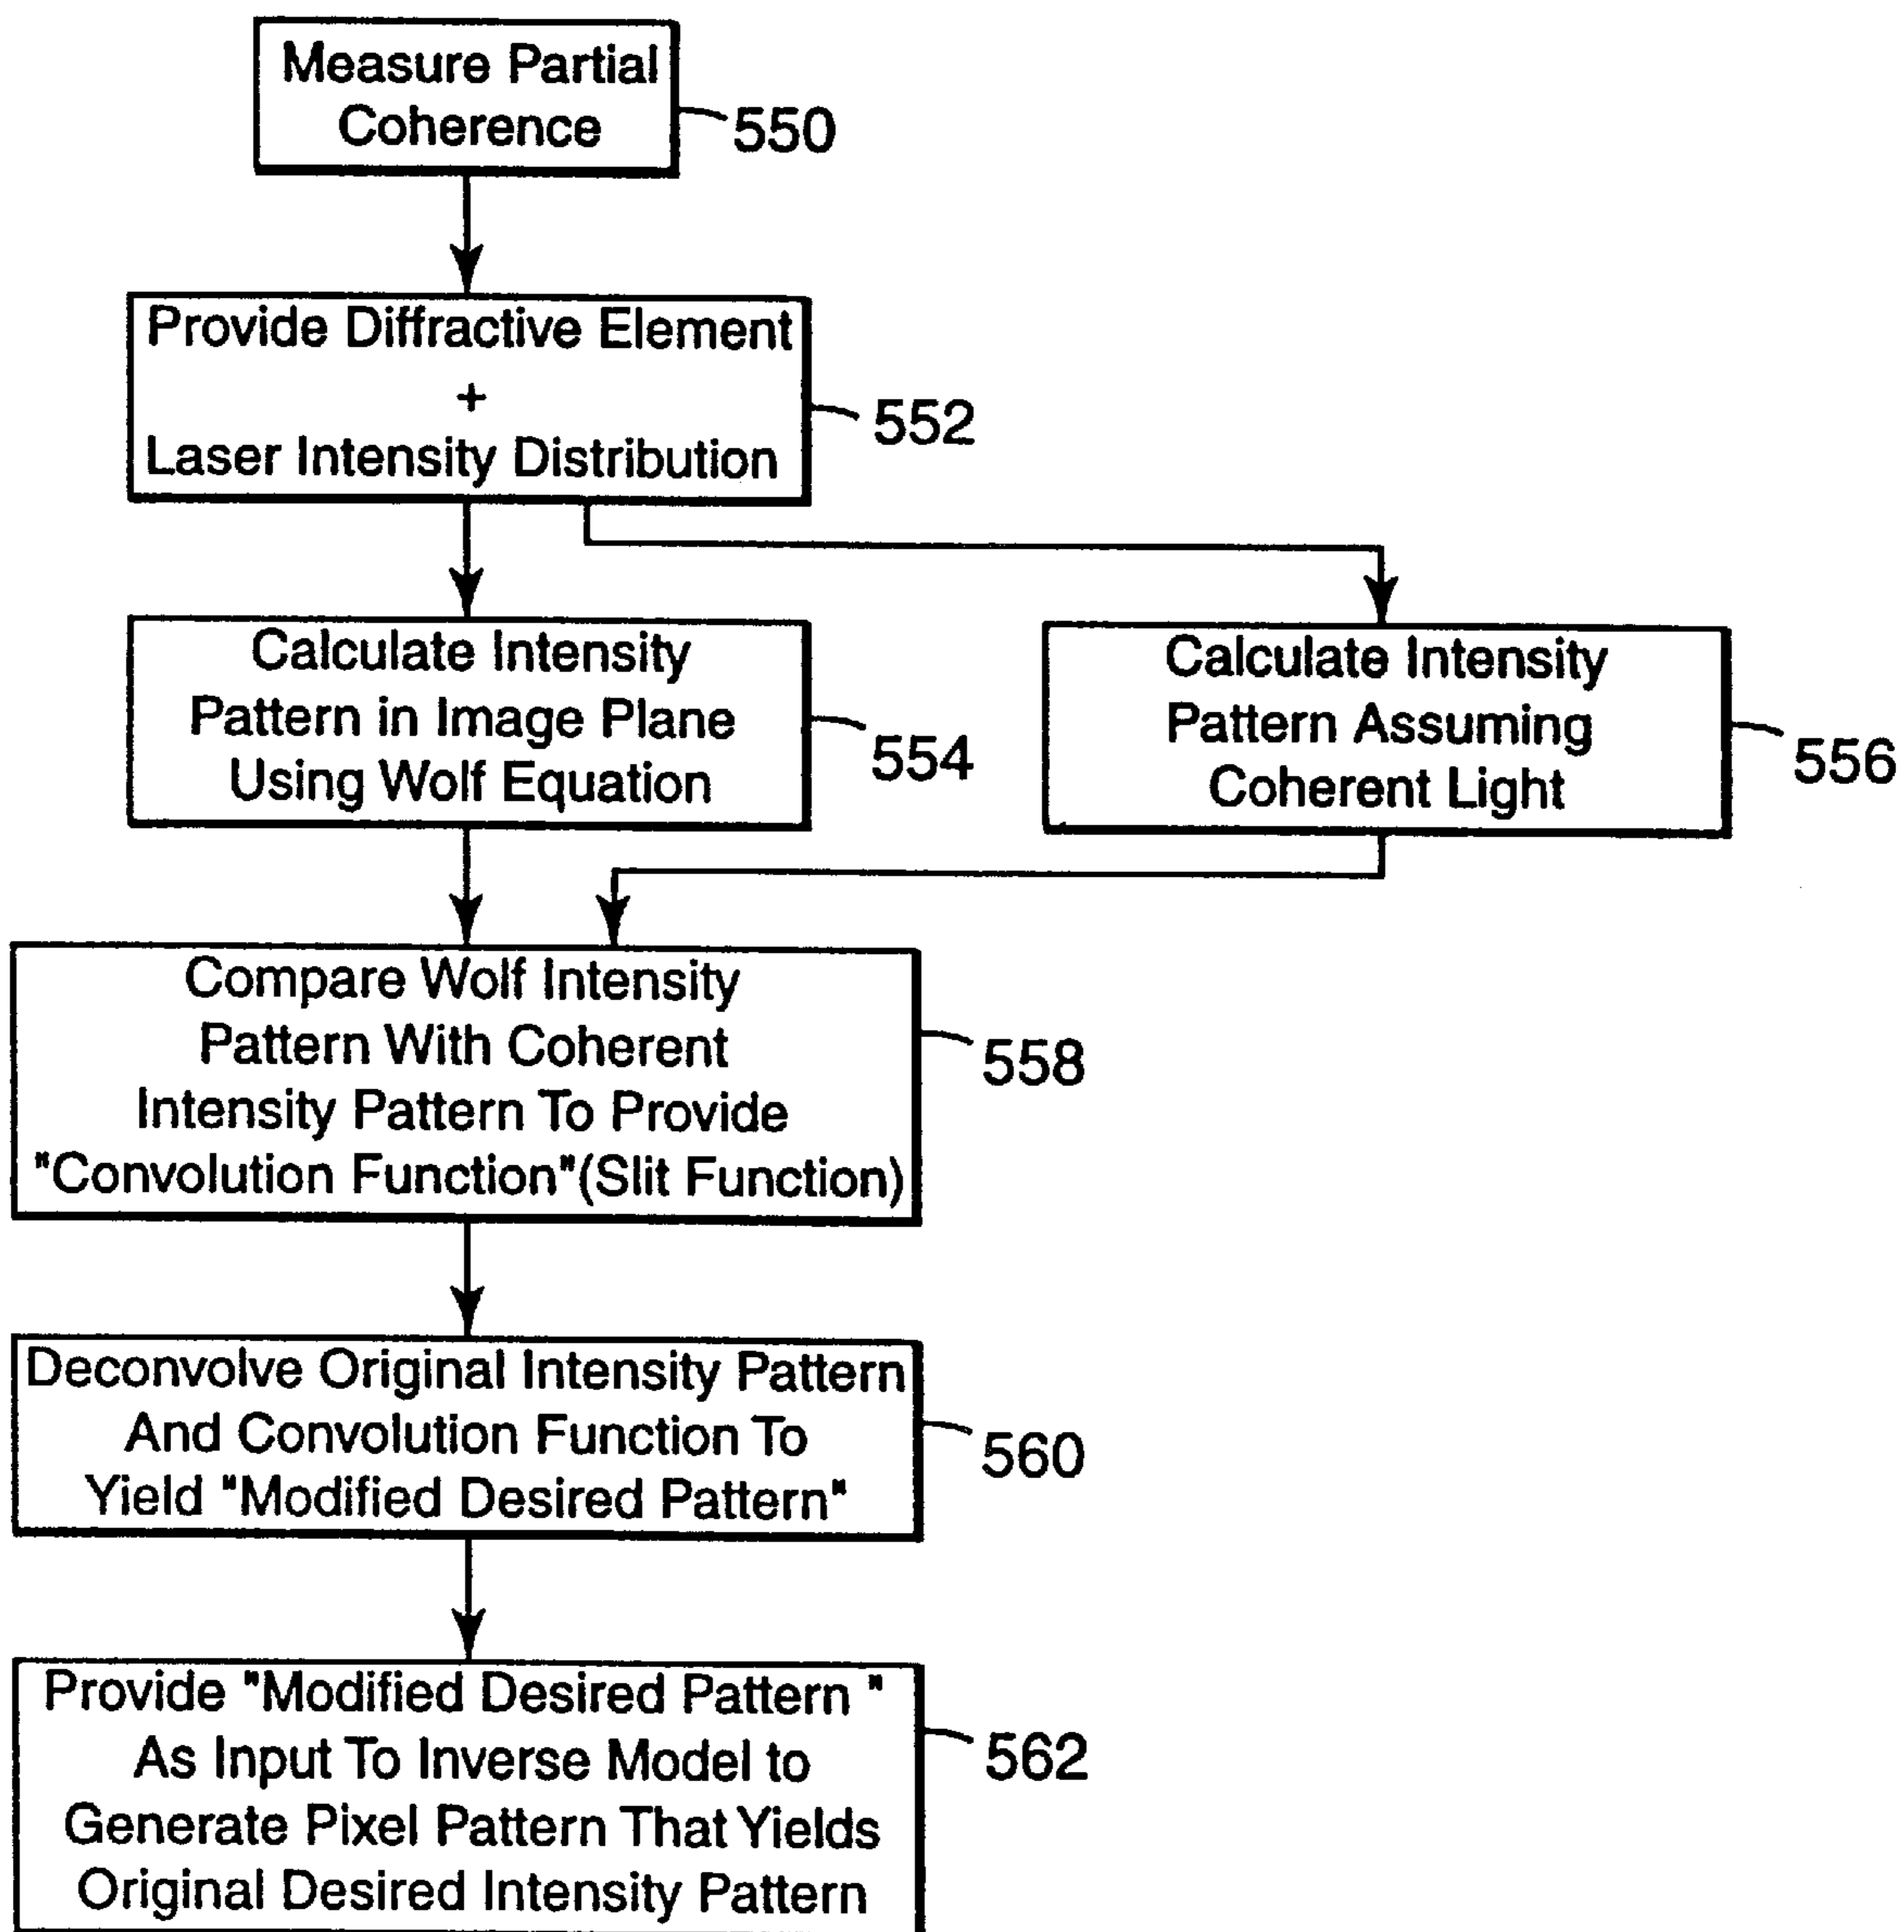 Measure Partial
Coherence
550
Provide Diffractive Element
+
Laser Intensity Distribution
552
Calculate Intensity
Pattern in Image Plane
Using Wolf Equation
554
Calculate Intensity
Pattern Assuming
Coherent Light
556
Compare Wolf Intensity
Pattern With Coherent
Intensity Pattern To Provide
"Convolution Function"(Slit Function)
558
Deconvolve Original Intensity Pattern
And Convolution Function To
Yield "Modified Desired Pattern"
560
Provide "Modified Desired Pattern "
As Input To Inverse Model to
Generate Pixel Pattern That Yields
Original Desired Intensity Pattern
562